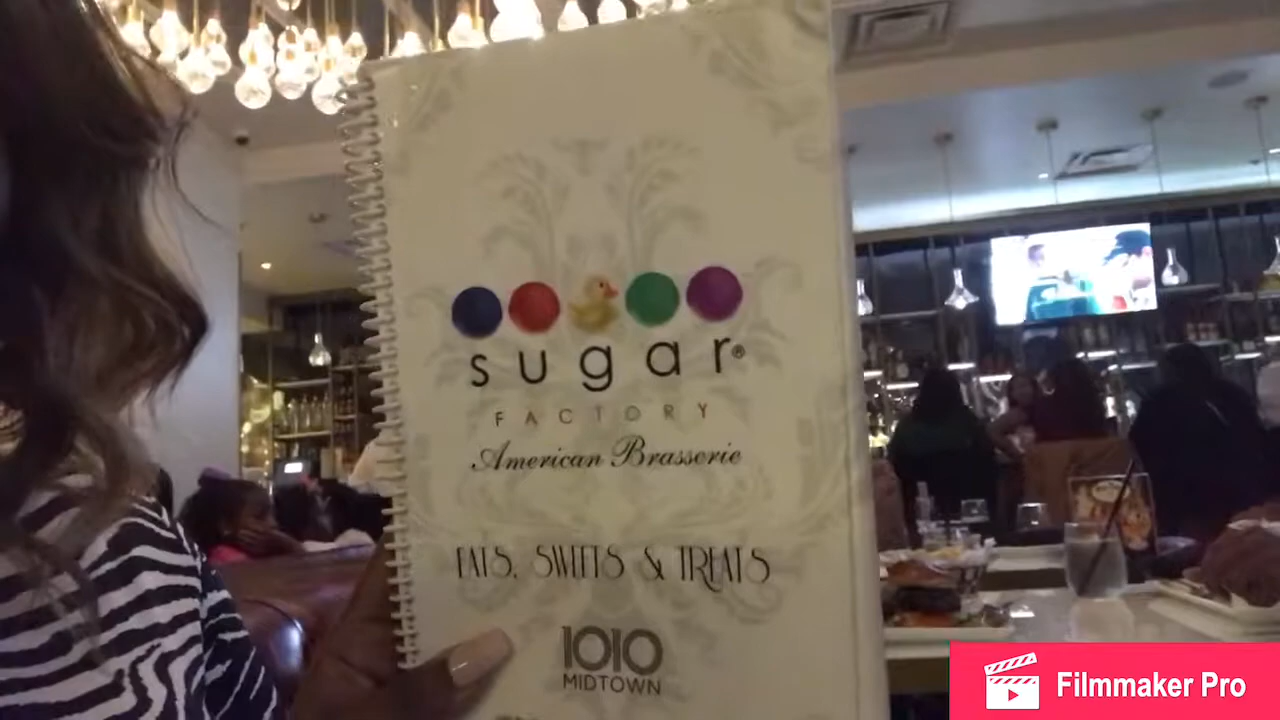 sugar®
FACTORY
American Brasserie
EATS, SWEETS & TREATS
1010
MIDTOWN
Filmmaker Pro